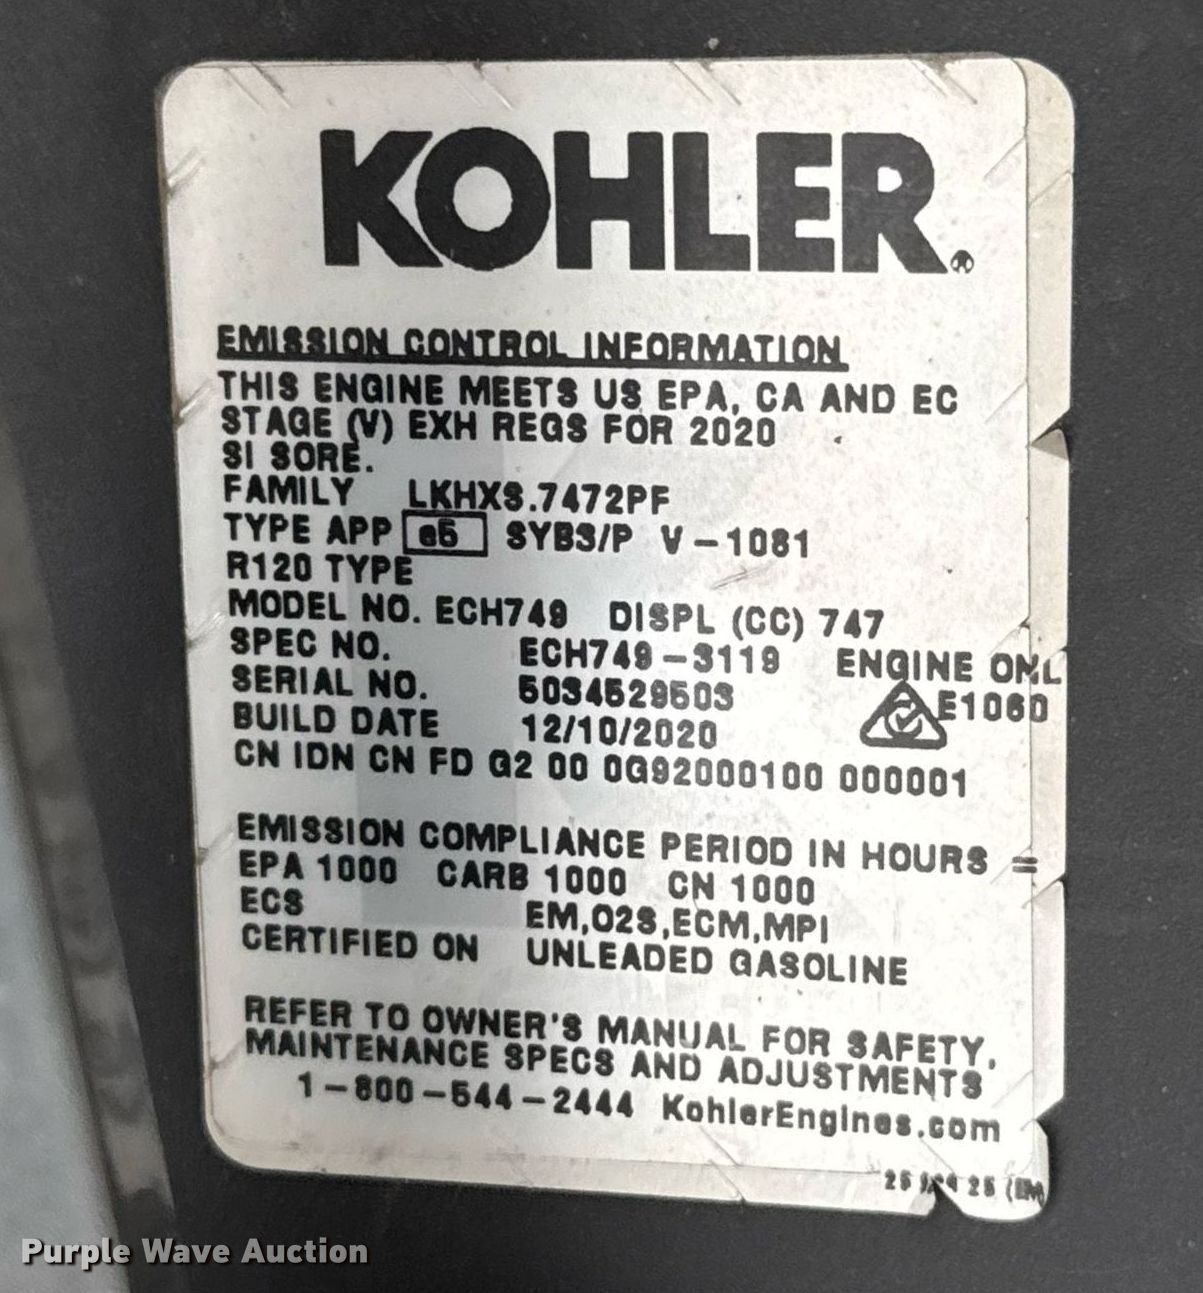 KOHLER®
EMISSION CONTROL INFORMATION
THIS ENGINE MEETS US EPA, CA AND EC
STAGE (V) EXH REGS FOR 2020
SI SORE.
FAMILY LKHXS.7472PF
TYPE APP e5 SYBS/P V-1081
R120 TYPE
MODEL NO. ECH749 DISPL (CC) 747
SPEC NO. ECH749-3119 ENGINE ONL
SERIAL NO. 5034529503 E1060
BUILD DATE 12/10/2020
CN IDN CN FD G2 00 0G92000100 000001
EMISSION COMPLIANCE PERIOD IN HOURS =
EPA 1000 CARB 1000 CN 1000
ECS EM,O2S,ECM,MPI
CERTIFIED ON UNLEADED GASOLINE
REFER TO OWNER'S MANUAL FOR SAFETY,
MAINTENANCE SPECS AND ADJUSTMENTS
1-800-544-2444 KohlerEngines.com
Purple Wave Auction